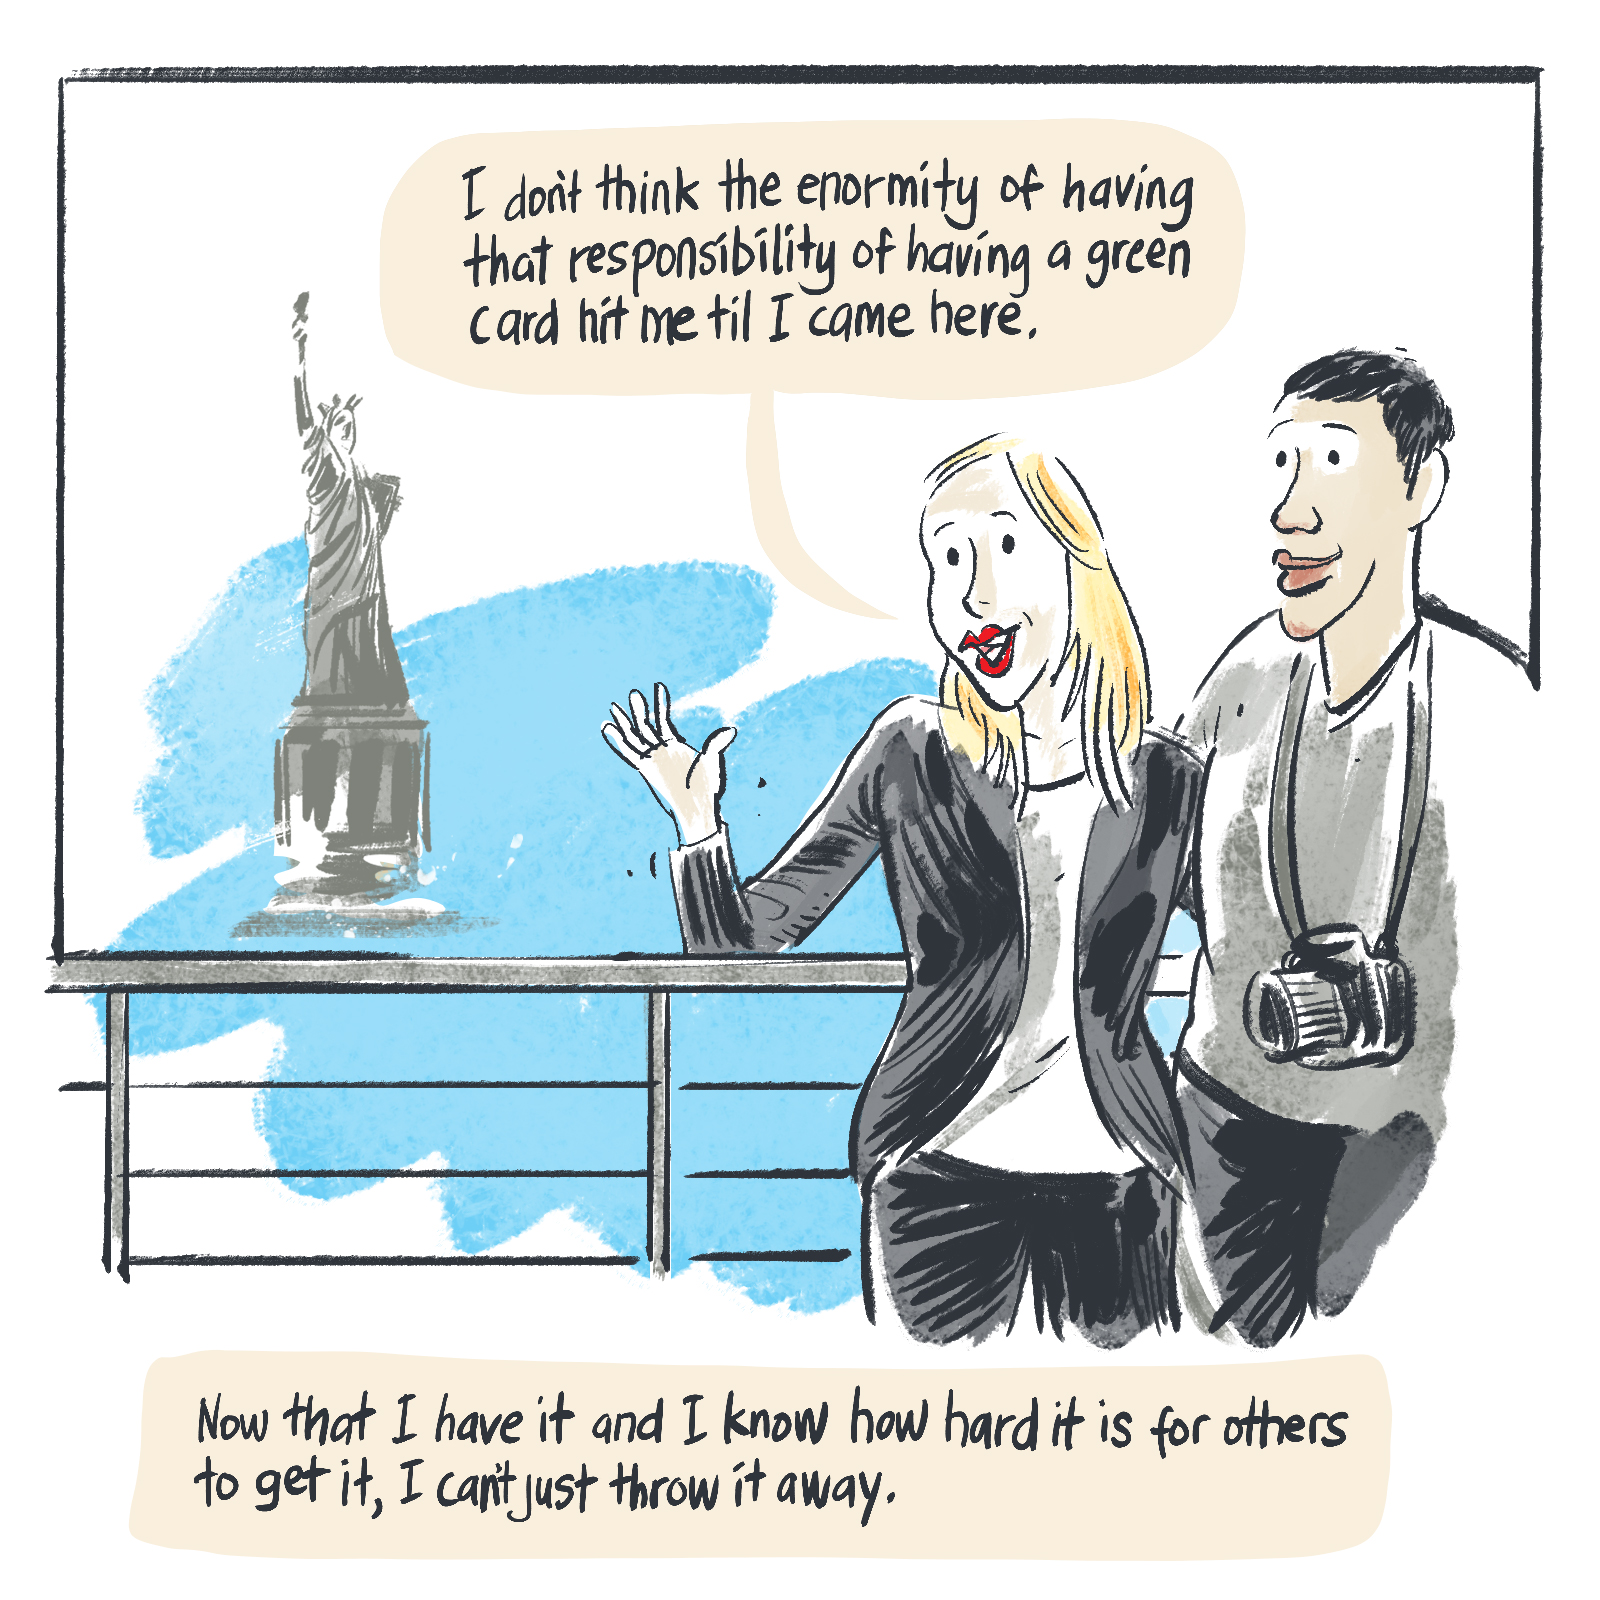 I don't think the enormity of having
that responsibility of having a green
card hit me til I came here.
Now that I have it and I know how hard it is for others
to get it, I can't just throw it away.